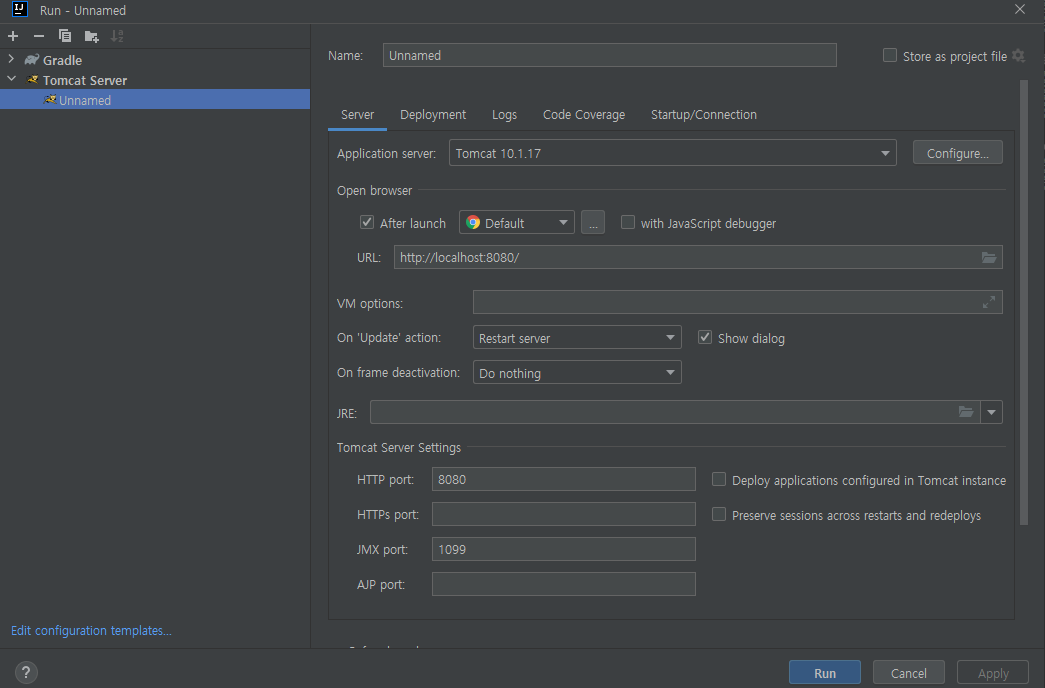 IJ Run - Unnamed
Gradle
Tomcat Server
Unnamed
Edit configuration templates...
Name: Unnamed Store as project file
Server Deployment Logs Code Coverage Startup/Connection
Application server: Tomcat 10.1.17 Configure...
Open browser
After launch Default ... with JavaScript debugger
URL: http://localhost:8080/
VM options:
On 'Update' action: Restart server Show dialog
On frame deactivation: Do nothing
JRE:
Tomcat Server Settings
HTTP port: 8080 Deploy applications configured in Tomcat instance
HTTPs port: Preserve sessions across restarts and redeploys
JMX port: 1099
AJP port:
? Run Cancel Apply